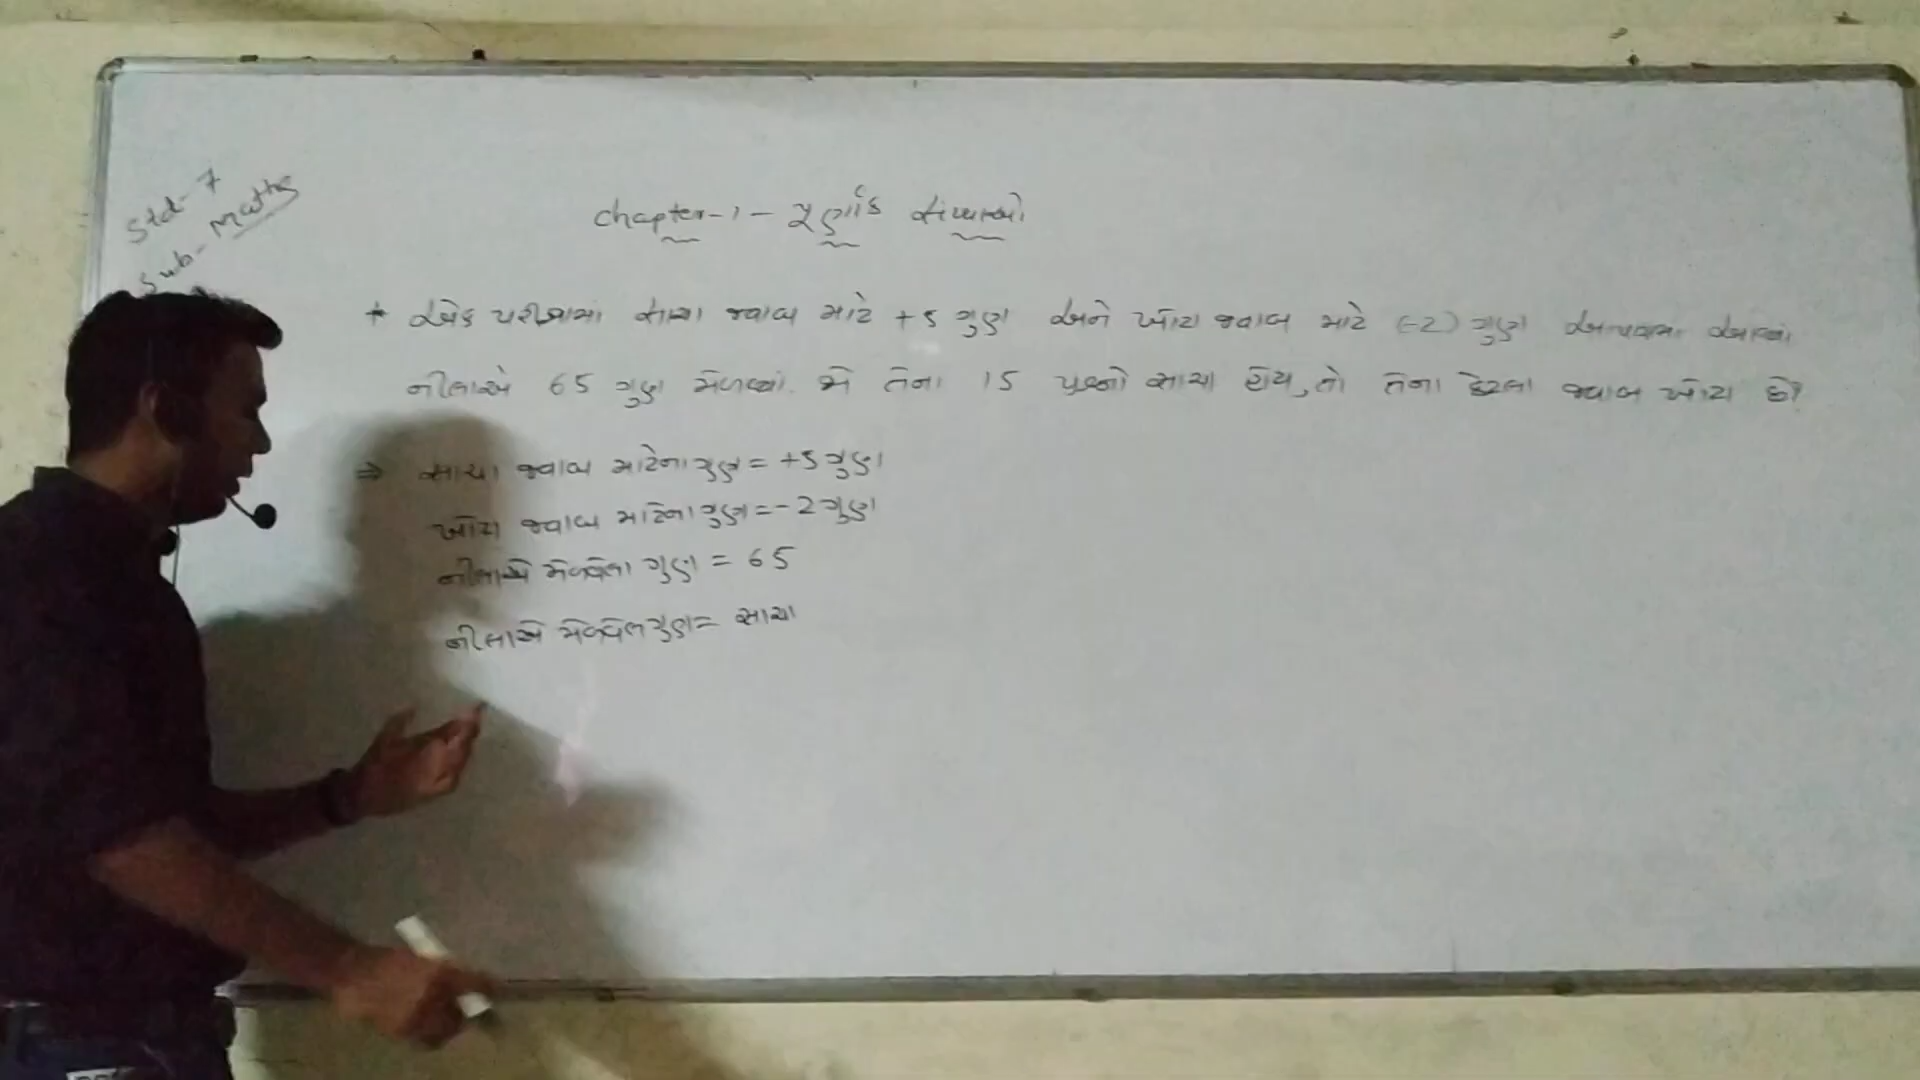 Std-7
Sub-Maths
Chapter-1 - પૂર્ણાંક સંખ્યાઓ
* એક પરીક્ષામાં સાચા જવાબ માટે +5 ગુણ અને ખોટા જવાબ માટે (-2) ગુણ આપવામાં આવ્યા
નીલાએ 65 ગુણ મેળવ્યાં. જો તેના 15 પ્રશ્નો સાચા હોય, તો તેના કેટલા જવાબ ખોટા છે?
⇒ સાચા જવાબ માટેના ગુણ = +5 ગુણ
ખોટા જવાબ માટેના ગુણ = -2 ગુણ
નીલાએ મેળવેલા ગુણ = 65
નીલાએ મેળવેલ ગુણ = સાચા